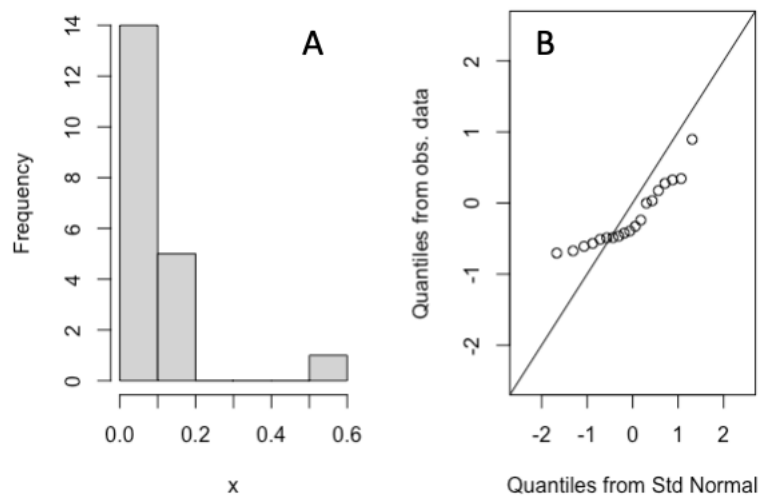 A
Frequency
14
12
10
8
6
4
2
0
0.0 0.2 0.4 0.6
x
B
Quantiles from obs. data
2
1
0
-1
-2
-2 -1 0 1 2
Quantiles from Std Normal